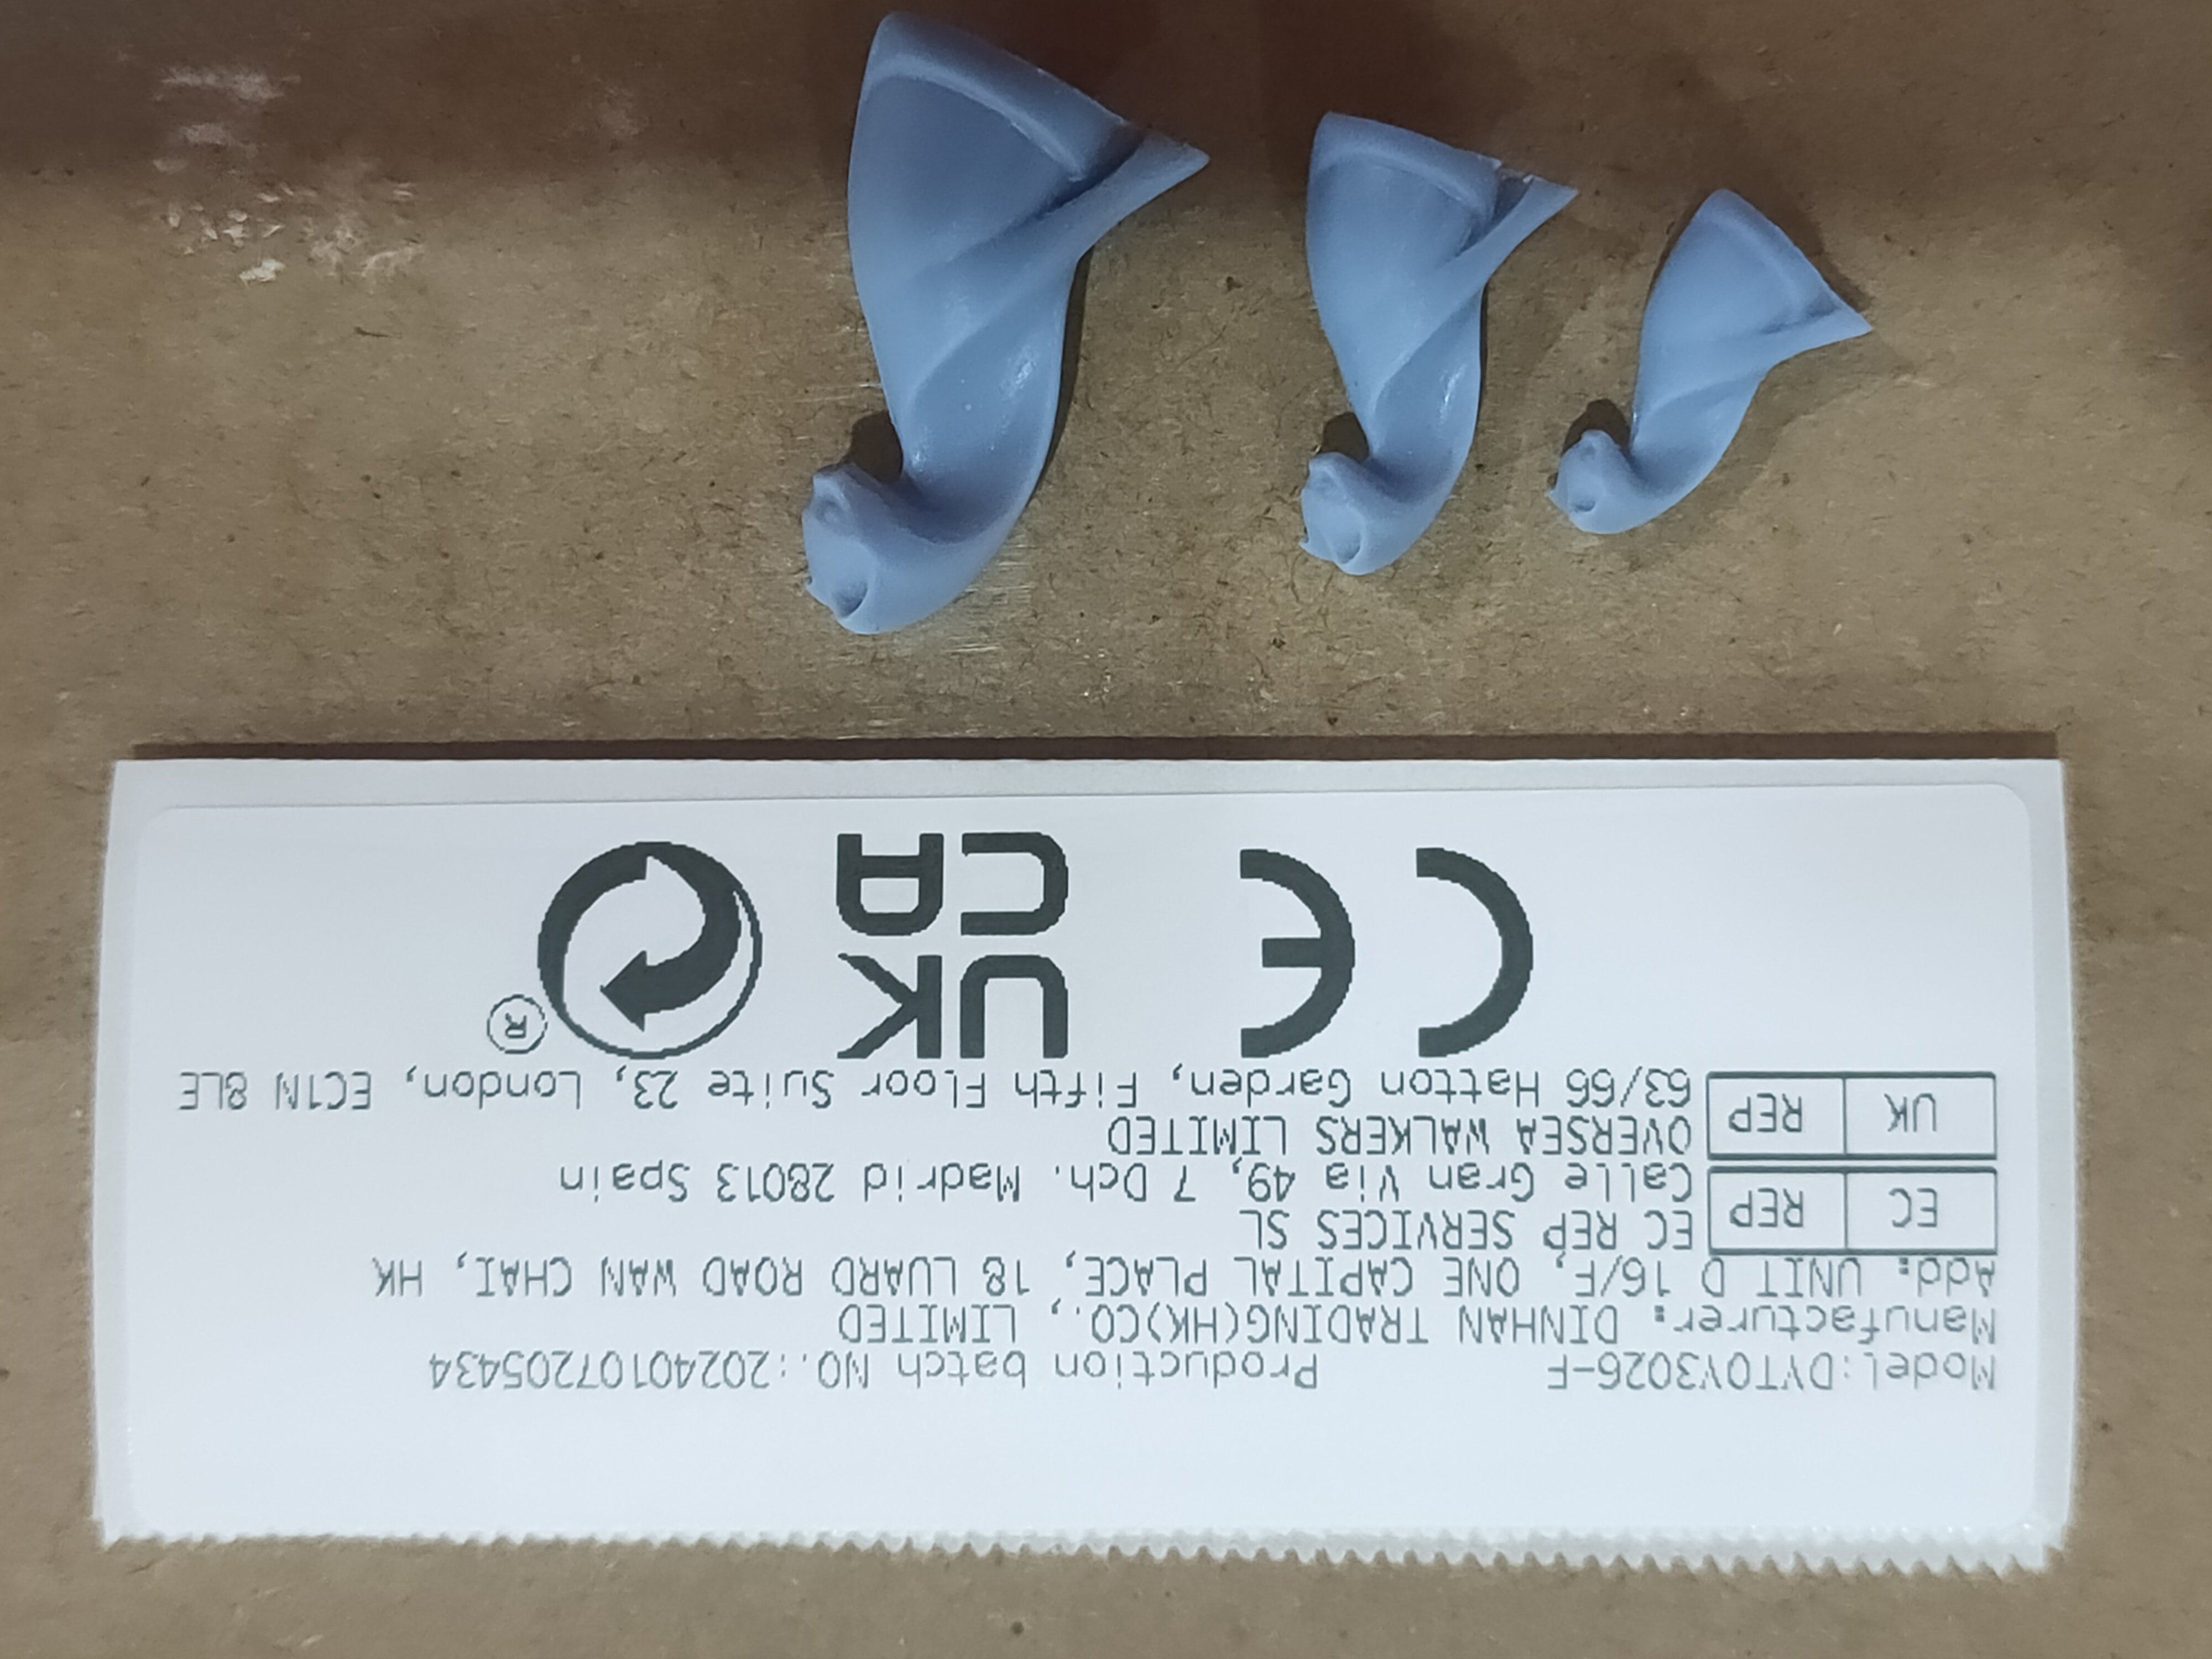 Model:DYTOY3026-F Production batch NO.:20240107205434
Manufacturer: DINHAN TRADING(HK)CO., LIMITED
Add: UNIT D 16/F, ONE CAPITAL PLACE, 18 LUARD ROAD WAN CHAI, HK
EC REP EC REP SERVICES SL
Calle Gran Via 49, 7 Dch. Madrid 28013 Spain
UK REP OVERSEA WALKERS LIMITED
63/66 Hatton Garden, Fifth Floor Suite 23, London, EC1N 8LE
CE UK CA ®